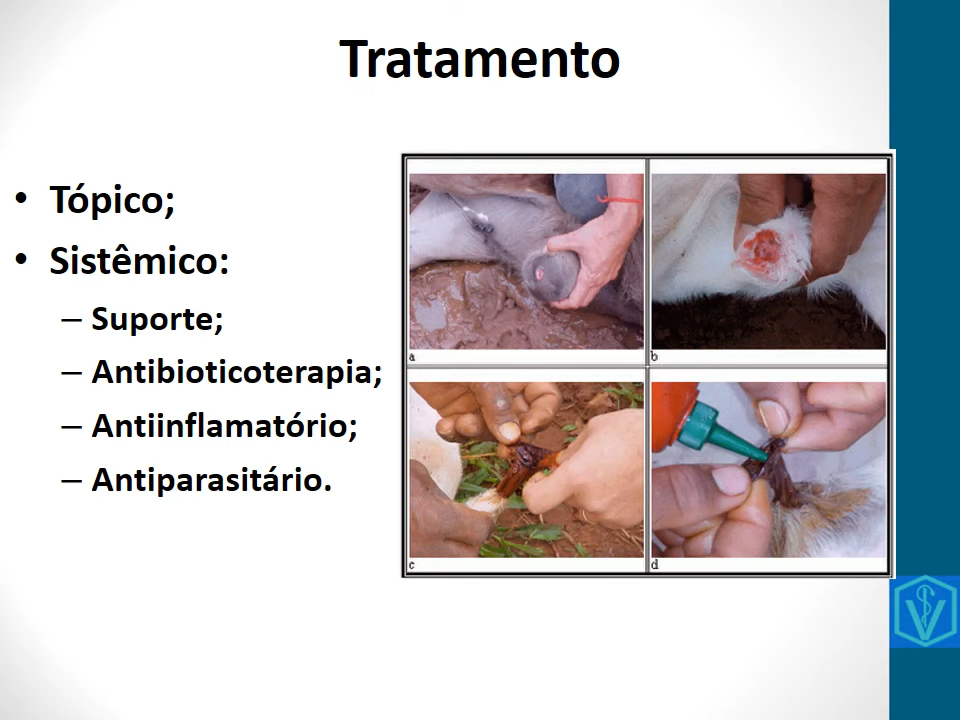 Tratamento
• Tópico;
• Sistêmico:
– Suporte;
– Antibioticoterapia;
– Antiinflamatório;
– Antiparasitário.
a
b
c
d
V